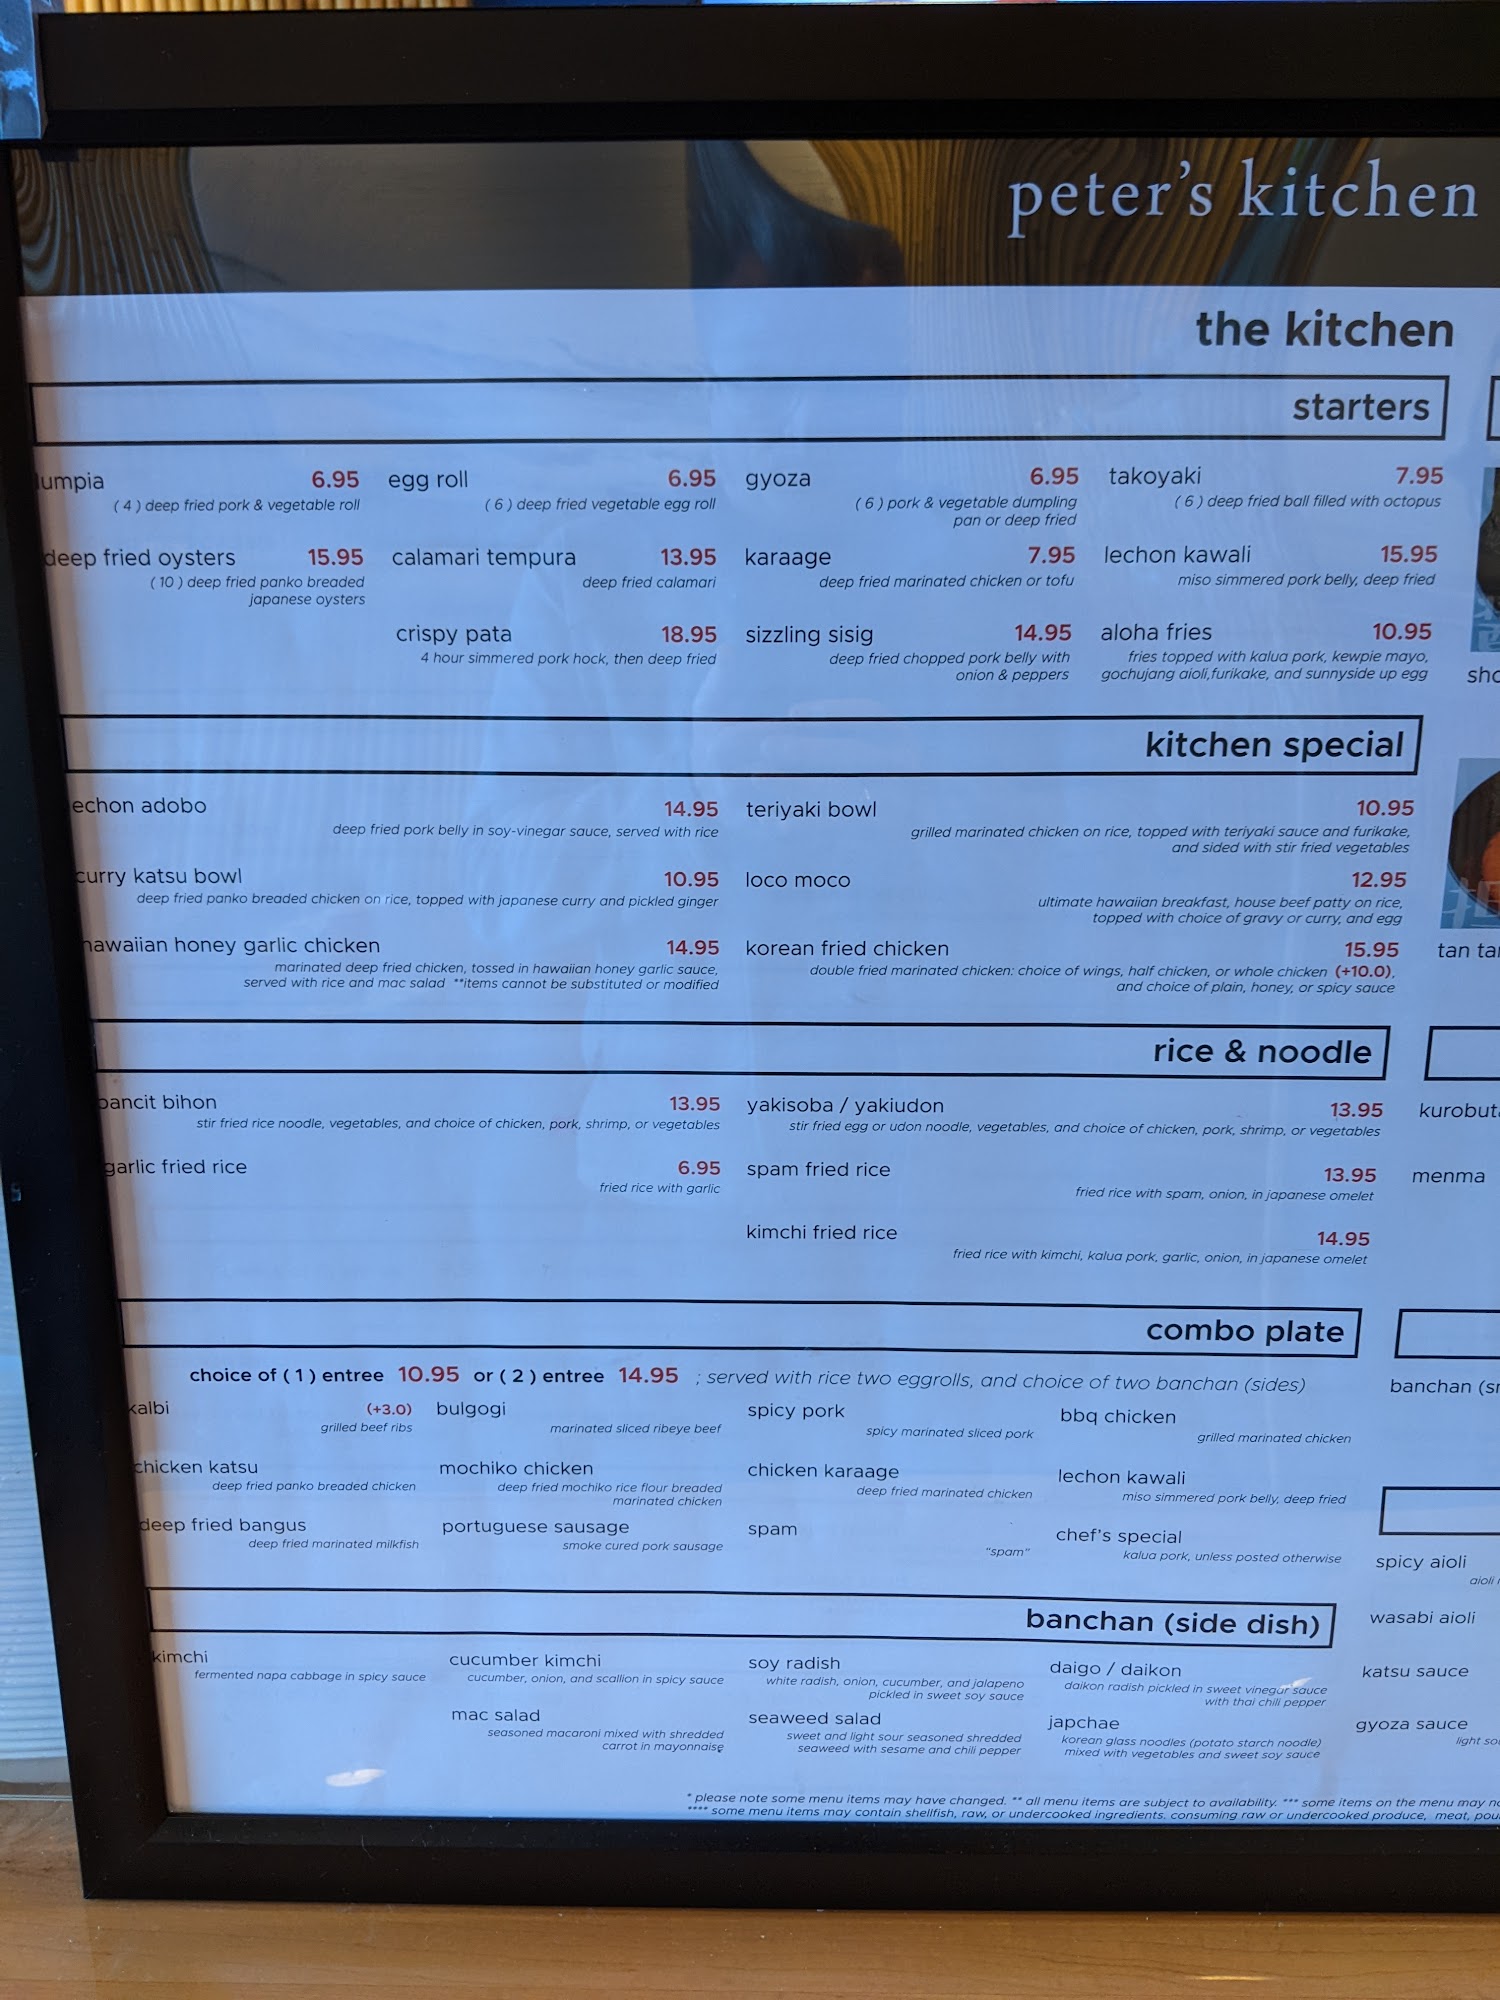 peter's kitchen
the kitchen
starters
lumpia 6.95
( 4 ) deep fried pork & vegetable roll
egg roll 6.95
( 6 ) deep fried vegetable egg roll
gyoza 6.95
( 6 ) pork & vegetable dumpling
pan or deep fried
takoyaki 7.95
( 6 ) deep fried ball filled with octopus
deep fried oysters 15.95
( 10 ) deep fried panko breaded
japanese oysters
calamari tempura 13.95
deep fried calamari
karaage 7.95
deep fried marinated chicken or tofu
lechon kawali 15.95
miso simmered pork belly, deep fried
crispy pata 18.95
4 hour simmered pork hock, then deep fried
sizzling sisig 14.95
deep fried chopped pork belly with
onion & peppers
aloha fries 10.95
fries topped with kalua pork, kewpie mayo,
gochujang aioli,furikake, and sunnyside up egg
sho
kitchen special
echon adobo 14.95
deep fried pork belly in soy-vinegar sauce, served with rice
teriyaki bowl 10.95
grilled marinated chicken on rice, topped with teriyaki sauce and furikake,
and sided with stir fried vegetables
curry katsu bowl 10.95
deep fried panko breaded chicken on rice, topped with japanese curry and pickled ginger
loco moco 12.95
ultimate hawaiian breakfast, house beef patty on rice,
topped with choice of gravy or curry, and egg
hawaiian honey garlic chicken 14.95
marinated deep fried chicken, tossed in hawaiian honey garlic sauce,
served with rice and mac salad **items cannot be substituted or modified
korean fried chicken 15.95
double fried marinated chicken: choice of wings, half chicken, or whole chicken (+10.0),
and choice of plain, honey, or spicy sauce
tan ta
rice & noodle
pancit bihon 13.95
stir fried rice noodle, vegetables, and choice of chicken, pork, shrimp, or vegetables
yakisoba / yakiudon 13.95
stir fried egg or udon noodle, vegetables, and choice of chicken, pork, shrimp, or vegetables
kurobut
garlic fried rice 6.95
fried rice with garlic
spam fried rice 13.95
fried rice with spam, onion, in japanese omelet
menma
kimchi fried rice 14.95
fried rice with kimchi, kalua pork, garlic, onion, in japanese omelet
combo plate
choice of ( 1 ) entree 10.95 or ( 2 ) entree 14.95 ; served with rice two eggrolls, and choice of two banchan (sides)
banchan (s
kalbi (+3.0)
grilled beef ribs
bulgogi
marinated sliced ribeye beef
spicy pork
spicy marinated sliced pork
bbq chicken
grilled marinated chicken
chicken katsu
deep fried panko breaded chicken
mochiko chicken
deep fried mochiko rice flour breaded
marinated chicken
chicken karaage
deep fried marinated chicken
lechon kawali
miso simmered pork belly, deep fried
deep fried bangus
deep fried marinated milkfish
portuguese sausage
smoke cured pork sausage
spam
"spam"
chef's special
kalua pork, unless posted otherwise
spicy aioli
aioli
wasabi aioli
katsu sauce
gyoza sauce
light so
banchan (side dish)
kimchi
fermented napa cabbage in spicy sauce
cucumber kimchi
cucumber, onion, and scallion in spicy sauce
soy radish
white radish, onion, cucumber, and jalapeno
pickled in sweet soy sauce
daigo / daikon
daikon radish pickled in sweet vinegar sauce
with thai chili pepper
mac salad
seasoned macaroni mixed with shredded
carrot in mayonnaise
seaweed salad
sweet and light sour seasoned shredded
seaweed with sesame and chili pepper
japchae
korean glass noodles (potato starch noodle)
mixed with vegetables and sweet soy sauce
* please note some menu items may have changed. ** all menu items are subject to availability. *** some items on the menu may no
**** some menu items may contain shellfish, raw, or undercooked ingredients. consuming raw or undercooked produce, meat, pou